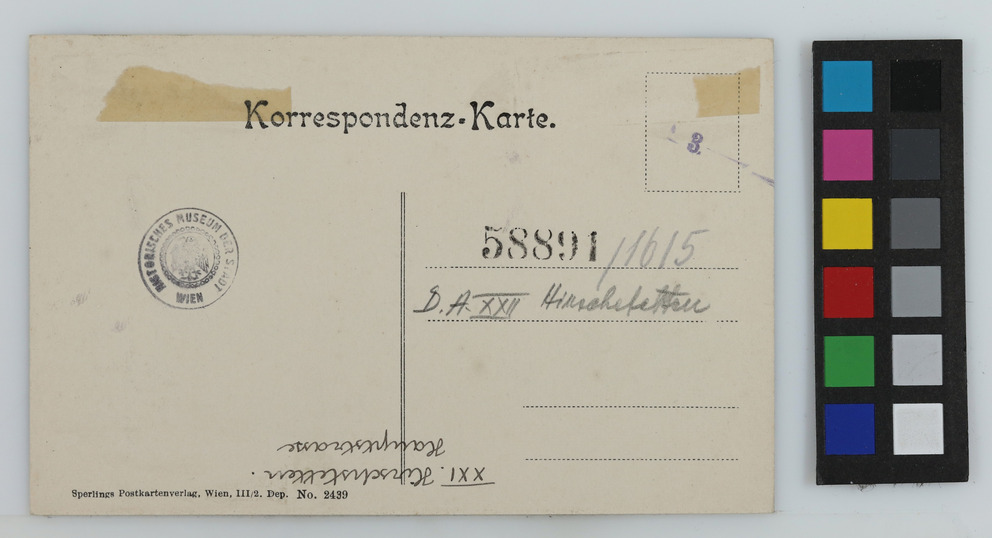 Korrespondenz-Karte.
3.
HISTORISCHES MUSEUM DER STADT WIEN
58891/1615
D.A. XXII Hirschstetten
XXI. Hirschstetten.
Hauptstrasse
Sperlings Postkartenverlag, Wien, III/2. Dep. No. 2439